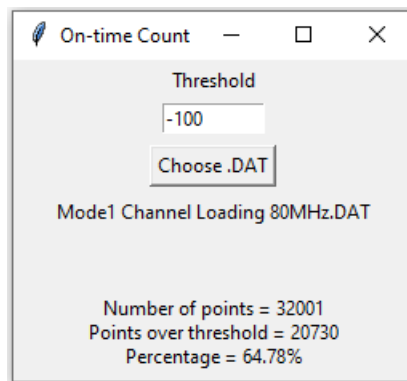 On-time Count
Threshold
-100
Choose .DAT
Mode1 Channel Loading 80MHz.DAT
Number of points = 32001
Points over threshold = 20730
Percentage = 64.78%